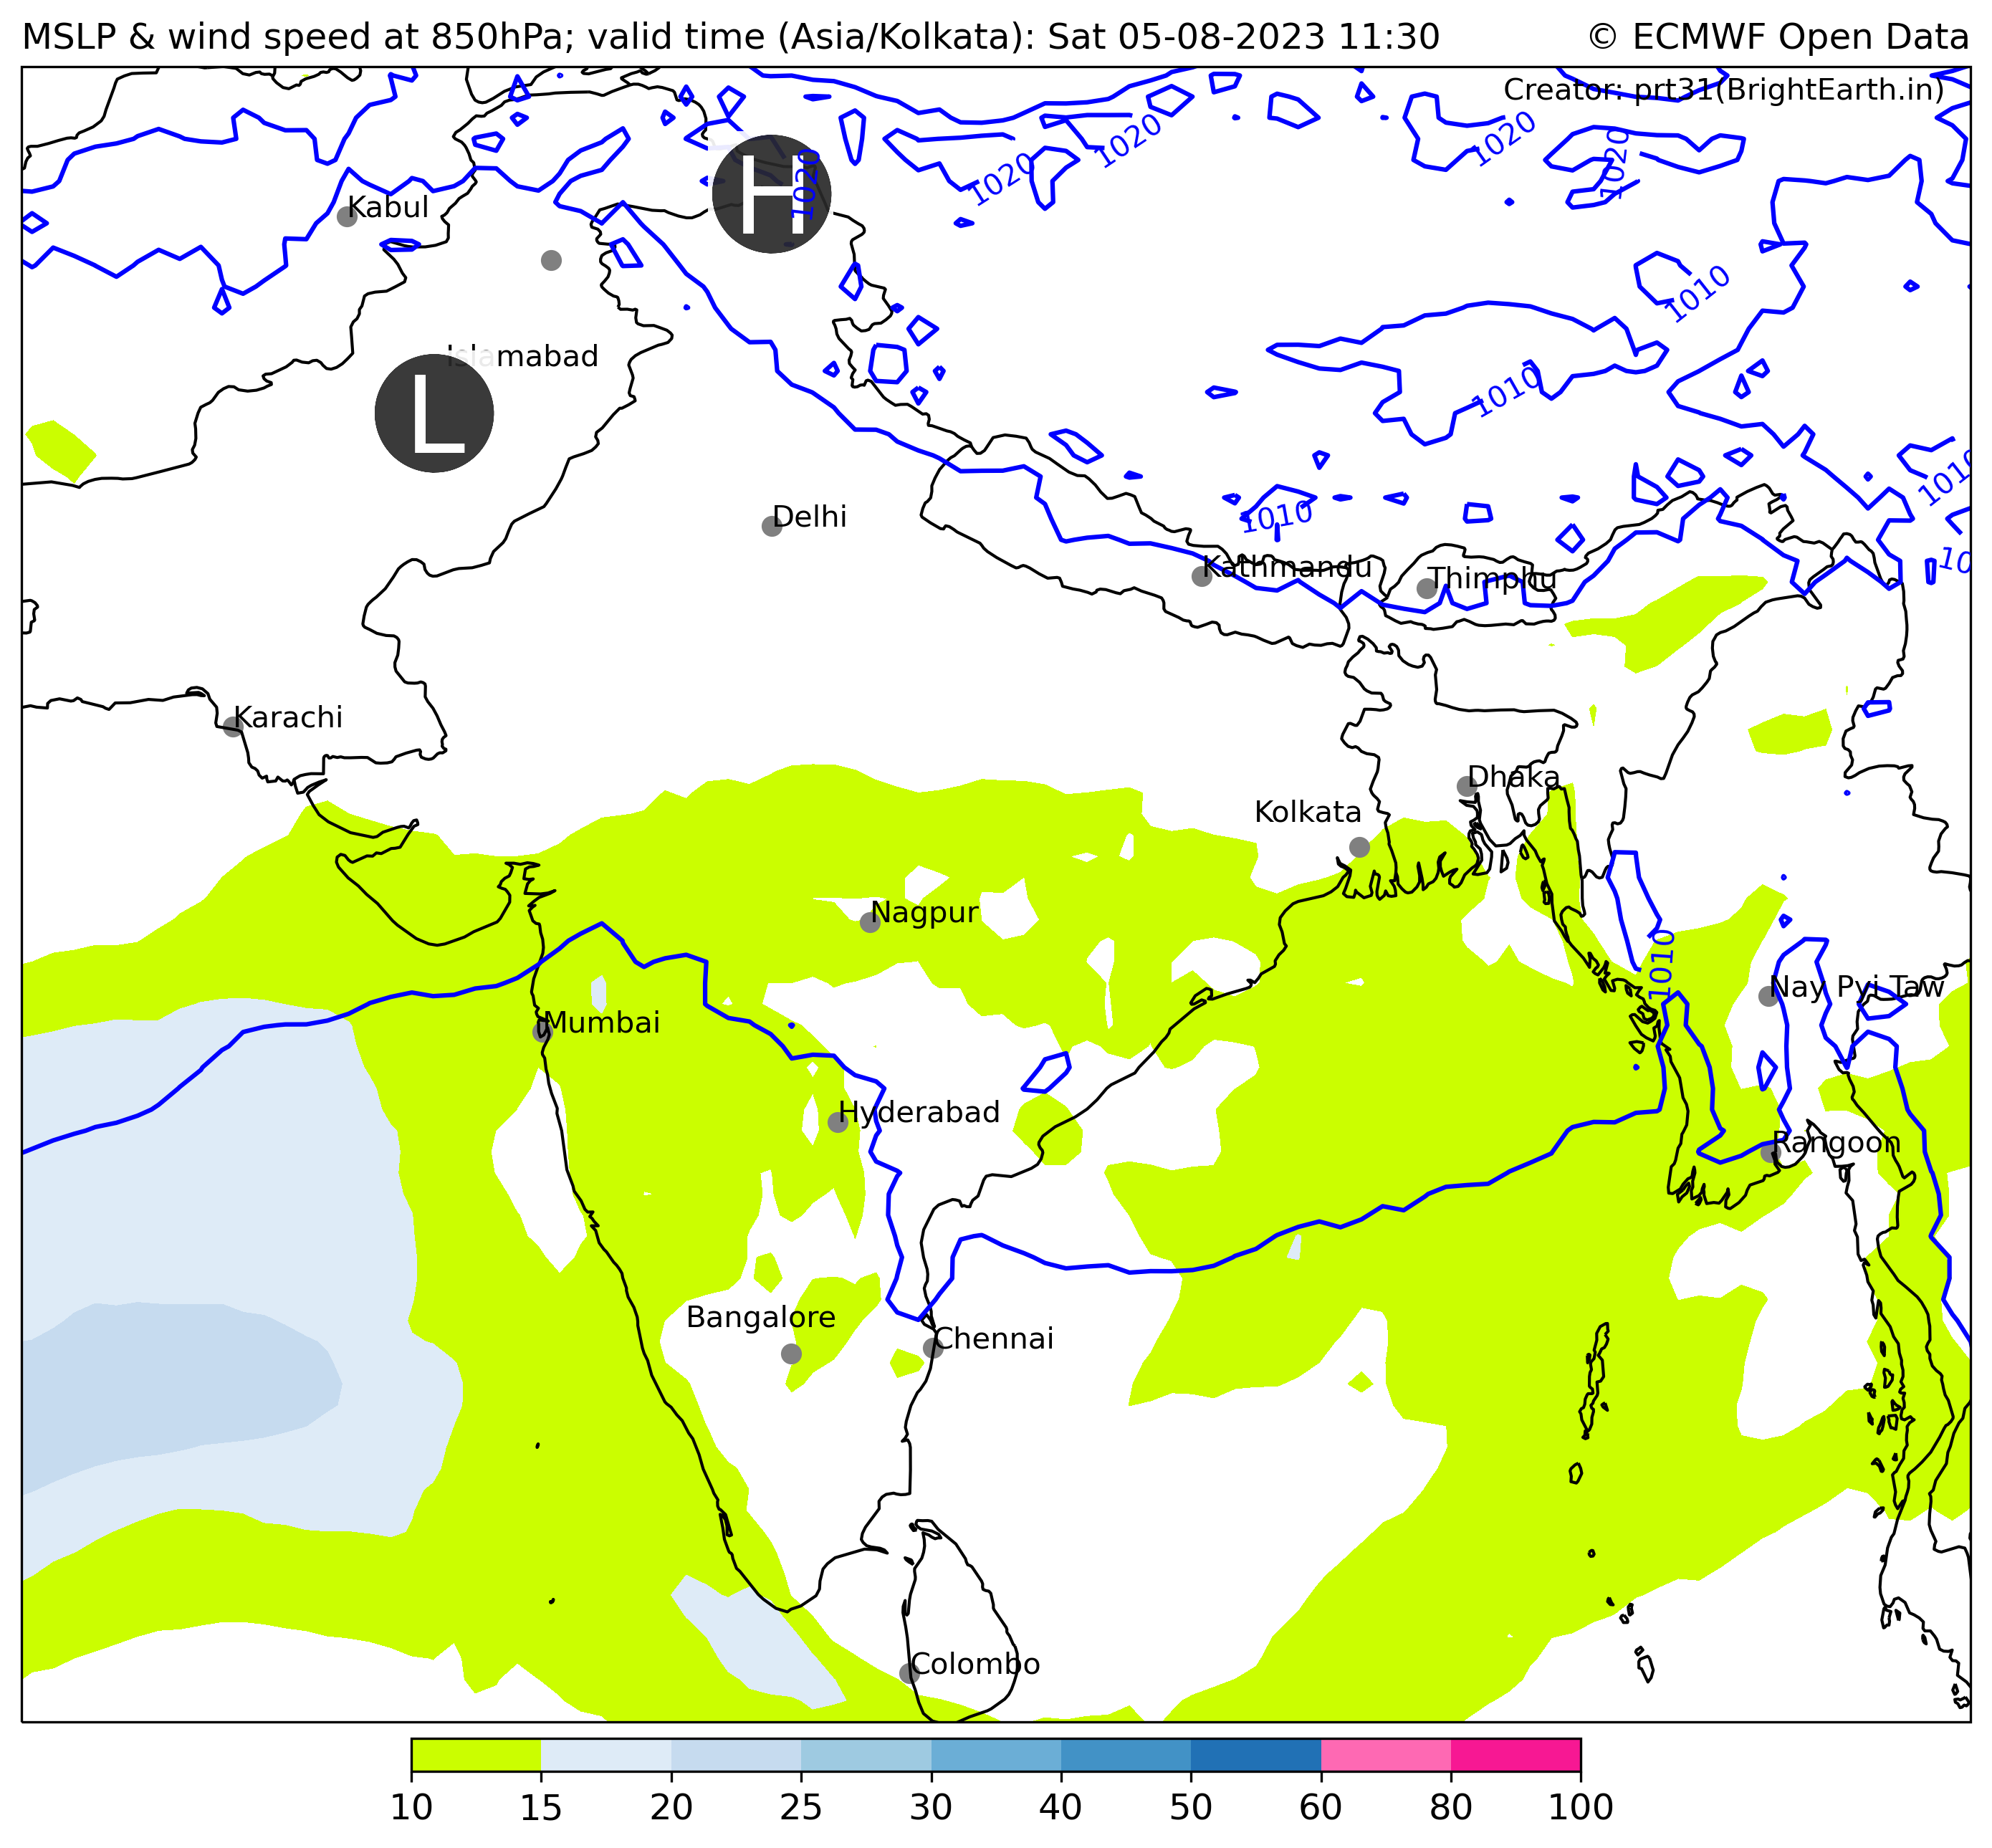 MSLP & wind speed at 850hPa; valid time (Asia/Kolkata): Sat 05-08-2023 11:30
© ECMWF Open Data
Creator: prt31(BrightEarth.in)
1020
1020
1020
1020
H
1020
Kabul
1010
Islamabad
L
1010
1010
Delhi
1010
10
Kathmandu
Thimphu
Karachi
Dhaka
Kolkata
Nagpur
1010
Nay Pyi Taw
Mumbai
Hyderabad
Rangoon
Bangalore
Chennai
Colombo
10 15 20 25 30 40 50 60 80 100